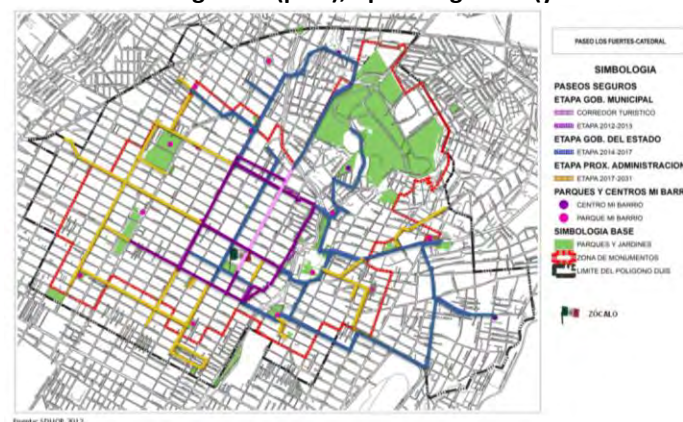 PASEO LOS FUERTES-CATEDRAL
SIMBOLOGIA
PASEOS SEGUROS
ETAPA GOB. MUNICIPAL
CORREDOR TURISTICO
ETAPA 2012-2013
ETAPA GOB. DEL ESTADO
ETAPA 2014-2017
ETAPA PROX. ADMINISTRACION
ETAPA 2017-2031
PARQUES Y CENTROS MI BARR
CENTRO MI BARRIO
PARQUE MI BARRIO
SIMBOLOGIA BASE
PARQUES Y JARDINES
ZONA DE MONUMENTOS
LIMITE DEL POLIGONO DUIS
ZÓCALO